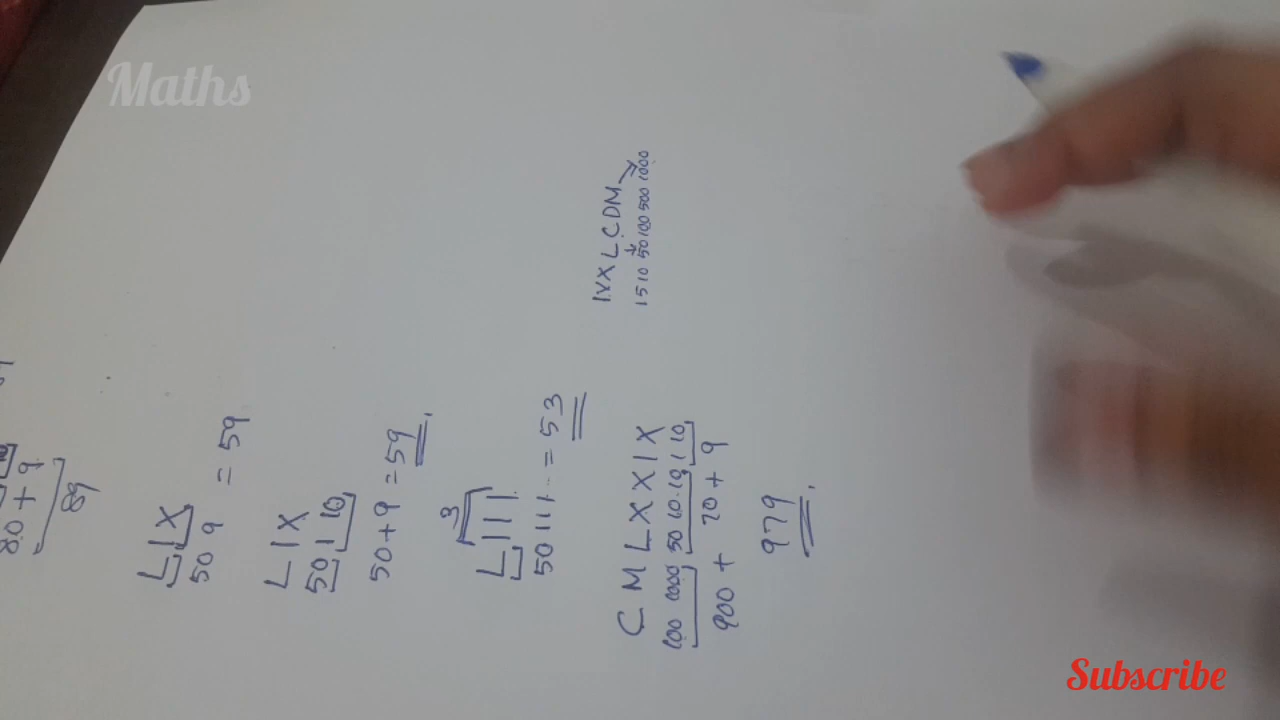 Maths
80 + 9
89
L I X
50 9 = 59
L I X
50 1 10
50 + 9 = 59
3
L I I I
50 1 1 1 = 53
I V X L C D M
1 5 10 50 100 500 1000
C M L X X I X
100 1000 50 10 10 1 10
900 + 70 + 9
979
Subscribe